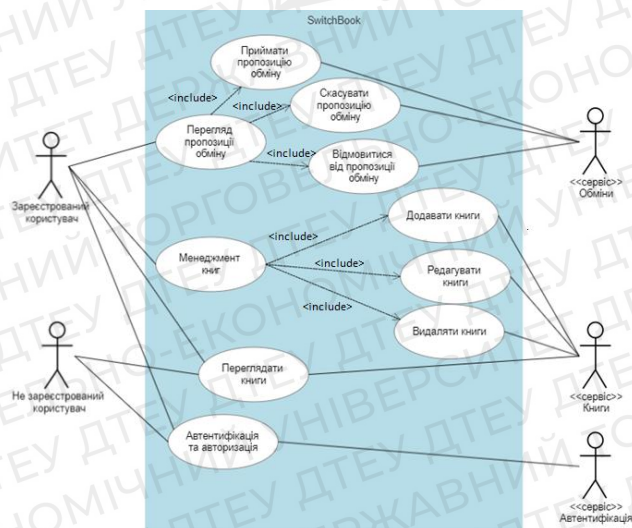 SwitchBook
Приймати
пропозицію
обміну
<include>
<include>
Скасувати
пропозицію
обміну
Перегляд
пропозиції
обміну
<include>
Відмовитися
від пропозиції
обміну
Зареєстрований
користувач
<<сервіс>>
Обміни
Додавати книги
<include>
Менеджмент
книг
<include>
Редагувати
книги
<include>
Видаляти книги
Переглядати
книги
Не зареєстрований
користувач
<<сервіс>>
Книги
Автентифікація
та авторизація
<<сервіс>>
Автентифікація